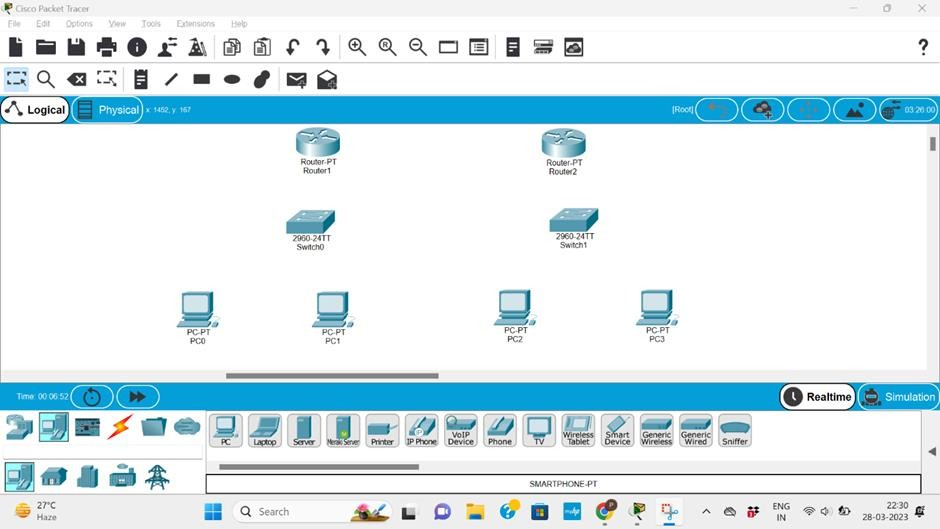 Cisco Packet Tracer
File Edit Options View Tools Extensions Help
Logical Physical x: 1452, y: 167 [Root] 03:26:00
Router-PT
Router1
Router-PT
Router2
2960-24TT
Switch0
2960-24TT
Switch1
PC-PT
PC0
PC-PT
PC1
PC-PT
PC2
PC-PT
PC3
Time: 00:06:52 Realtime Simulation
PC Laptop Server Meraki Server Printer IP Phone VoIP Device Phone TV Wireless Tablet Smart Device Generic Wireless Generic Wired Sniffer
SMARTPHONE-PT
27°C
Haze
Search
ENG
IN
22:30
28-03-2023